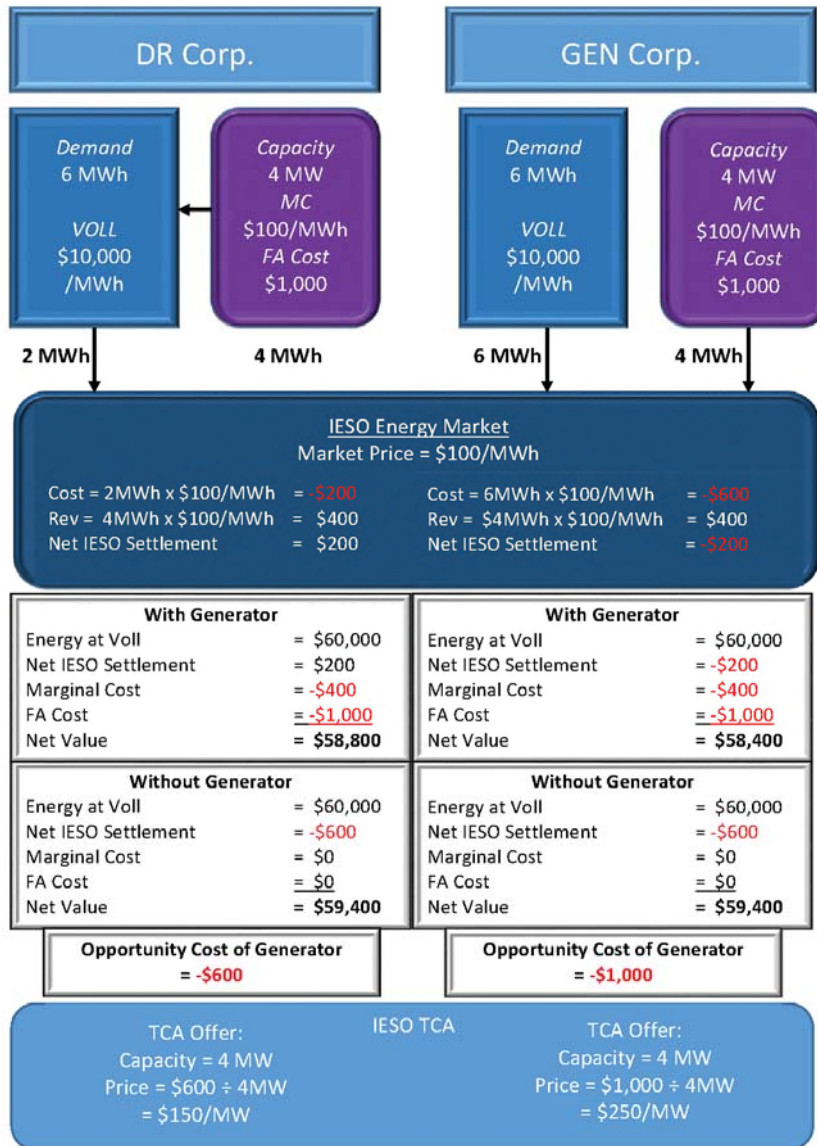 DR Corp.
GEN Corp.
Demand
6 MWh
VOLL
$10,000
/MWh
Capacity
4 MW
MC
$100/MWh
FA Cost
$1,000
Demand
6 MWh
VOLL
$10,000
/MWh
Capacity
4 MW
MC
$100/MWh
FA Cost
$1,000
2 MWh
4 MWh
6 MWh
4 MWh
IESO Energy Market
Market Price = $100/MWh
Cost = 2MWh x $100/MWh = -$200
Rev = 4MWh x $100/MWh = $400
Net IESO Settlement = $200
Cost = 6MWh x $100/MWh = -$600
Rev = $4MWh x $100/MWh = $400
Net IESO Settlement = -$200
With Generator
Energy at Voll = $60,000
Net IESO Settlement = $200
Marginal Cost = -$400
FA Cost = -$1,000
Net Value = $58,800
With Generator
Energy at Voll = $60,000
Net IESO Settlement = -$200
Marginal Cost = -$400
FA Cost = -$1,000
Net Value = $58,400
Without Generator
Energy at Voll = $60,000
Net IESO Settlement = -$600
Marginal Cost = $0
FA Cost = $0
Net Value = $59,400
Without Generator
Energy at Voll = $60,000
Net IESO Settlement = -$600
Marginal Cost = $0
FA Cost = $0
Net Value = $59,400
Opportunity Cost of Generator
= -$600
Opportunity Cost of Generator
= -$1,000
IESO TCA
TCA Offer:
Capacity = 4 MW
Price = $600 ÷ 4MW
= $150/MW
TCA Offer:
Capacity = 4 MW
Price = $1,000 ÷ 4MW
= $250/MW